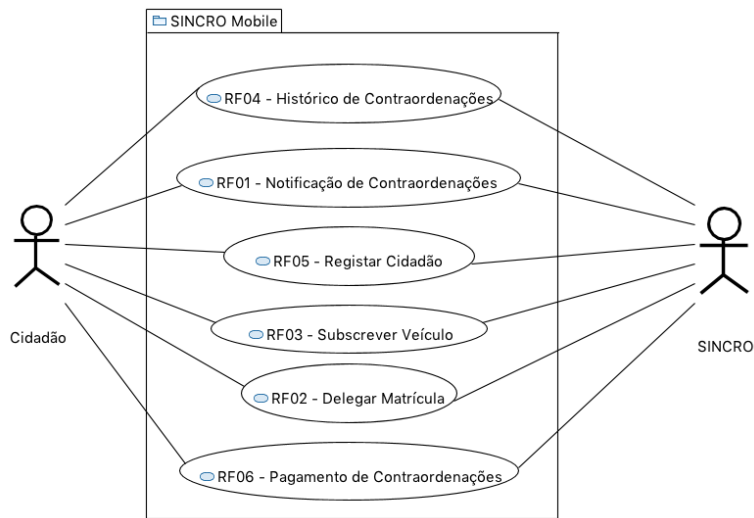 SINCRO Mobile
RF04 - Histórico de Contraordenações
RF01 - Notificação de Contraordenações
RF05 - Registar Cidadão
RF03 - Subscrever Veículo
RF02 - Delegar Matrícula
RF06 - Pagamento de Contraordenações
Cidadão
SINCRO